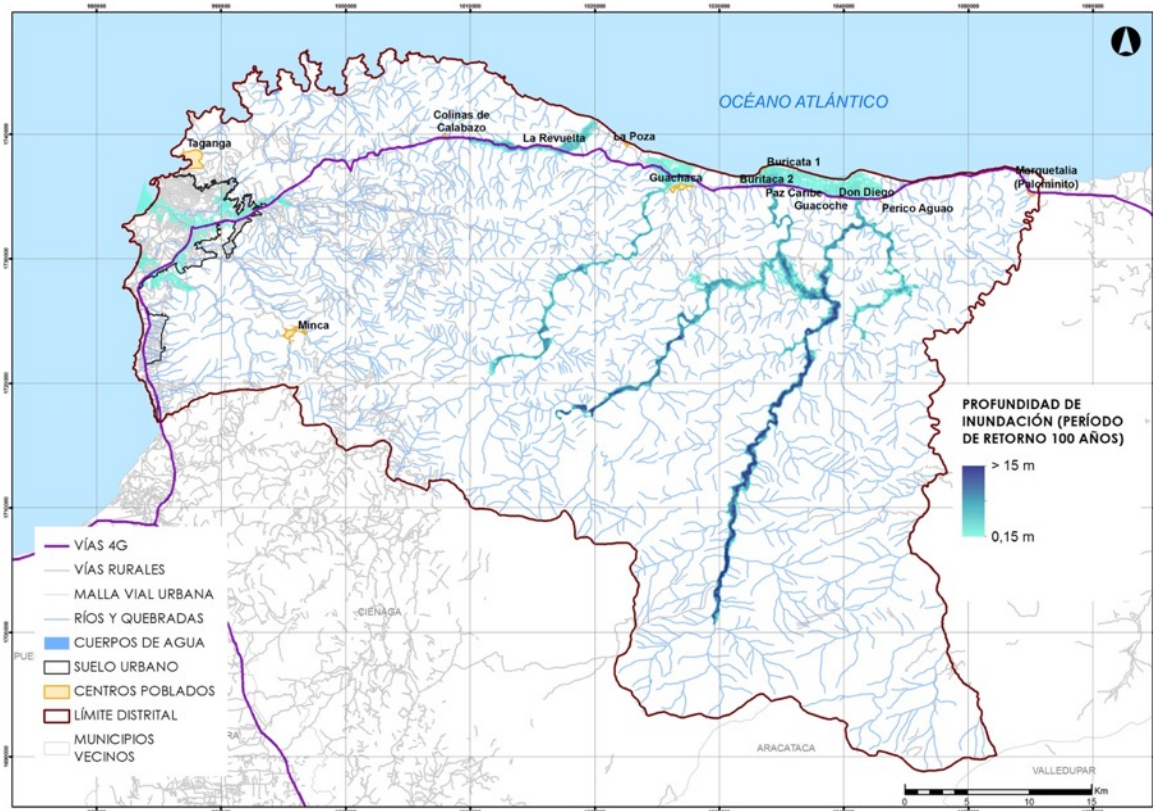 OCÉANO ATLÁNTICO
Colinas de
Calabazo
La Revuelta
La Poza
Taganga
Buricata 1
Guachaca
Buritaca 2
Marquetalia
(Palominito)
Paz Caribe
Don Diego
Guacoche
Perico Aguao
Minca
PROFUNDIDAD DE
INUNDACIÓN (PERÍODO
DE RETORNO 100 AÑOS)
> 15 m
0,15 m
VÍAS 4G
VÍAS RURALES
MALLA VIAL URBANA
RÍOS Y QUEBRADAS
CUERPOS DE AGUA
SUELO URBANO
CENTROS POBLADOS
LÍMITE DISTRITAL
MUNICIPIOS
VECINOS
CIÉNAGA
ARACATACA
VALLEDUPAR
Km
0 5 10 15